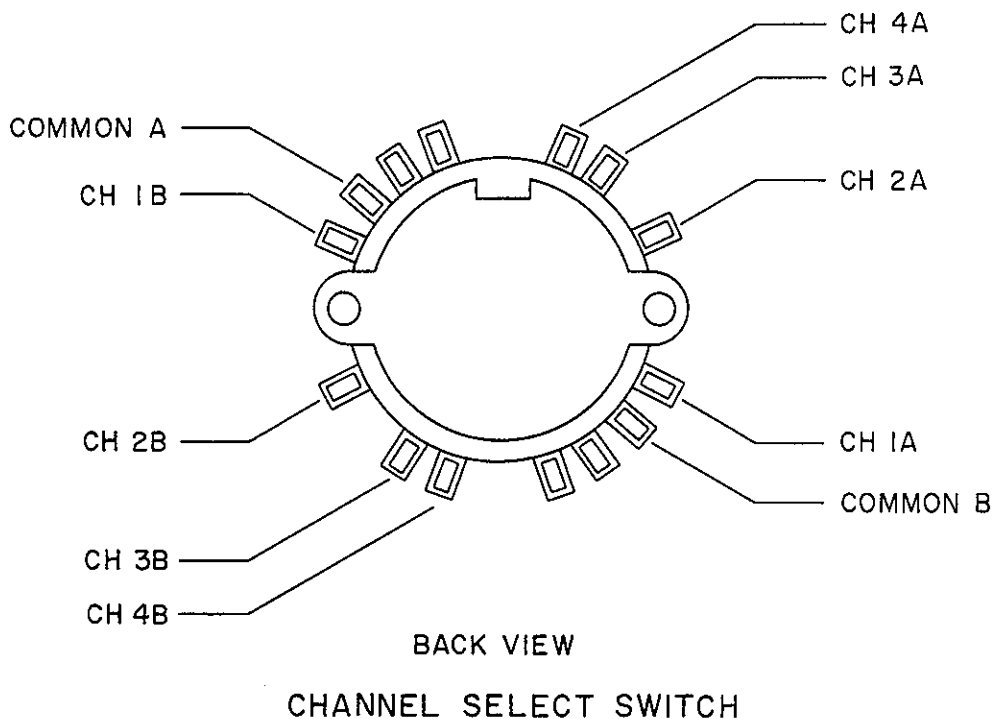 CH 4A
CH 3A
COMMON A
CH 1B
CH 2A
CH 2B
CH 1A
COMMON B
CH 3B
CH 4B
BACK VIEW
CHANNEL SELECT SWITCH